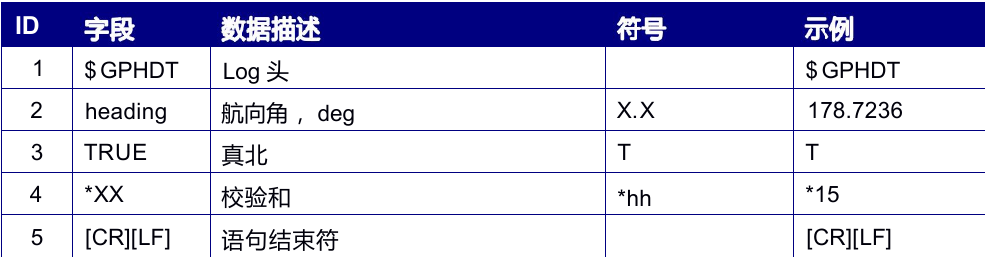 ID 字段 数据描述 符号 示例
1 $GPHDT Log 头 $GPHDT
2 heading 航向角，deg X.X 178.7236
3 TRUE 真北 T T
4 *XX 校验和 *hh *15
5 [CR][LF] 语句结束符 [CR][LF]